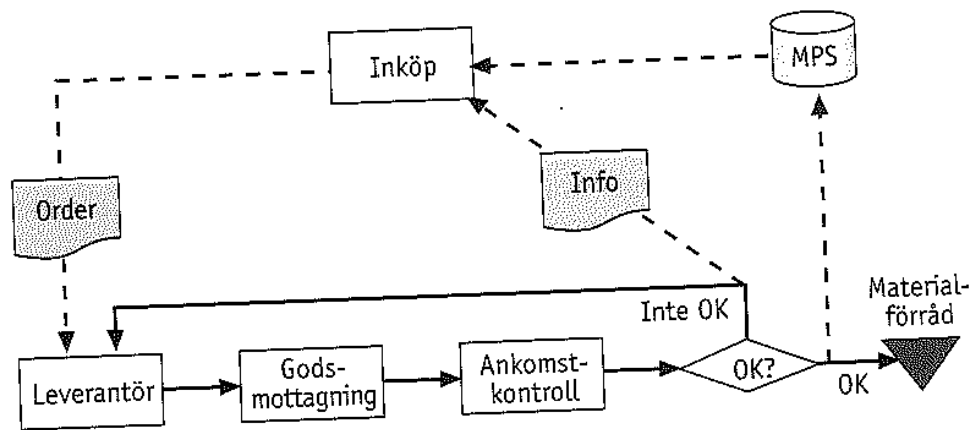 MPS
Inköp
Info
Order
Inte OK
Material-
förråd
Leverantör
Gods-
mottagning
Ankomst-
kontroll
OK?
OK